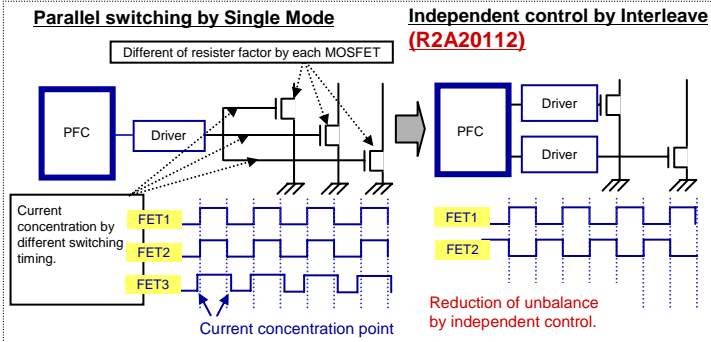 Parallel switching by Single Mode
Different of resister factor by each MOSFET
PFC
Driver
Current
concentration by
different switching
timing.
FET1
FET2
FET3
Current concentration point
Independent control by Interleave
(R2A20112)
PFC
Driver
Driver
FET1
FET2
Reduction of unbalance
by independent control.